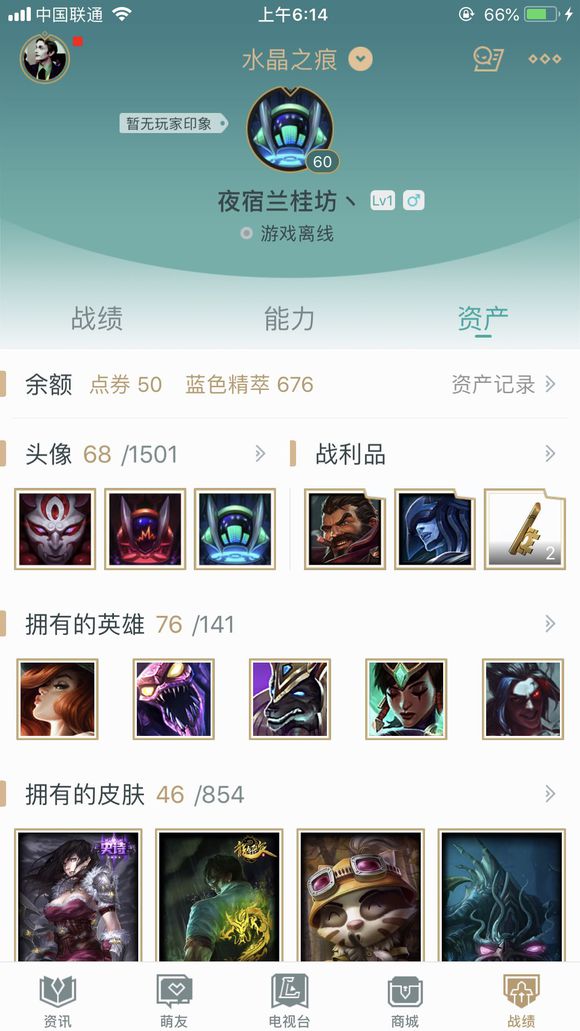 中国联通 上午6:14 66%
水晶之痕
暂无玩家印象
60
夜宿兰桂坊丶 Lv1
游戏离线
战绩 能力 资产
余额 点券 50 蓝色精萃 676 资产记录
头像 68 /1501 战利品
2
拥有的英雄 76 /141
拥有的皮肤 46 /854
史诗
资讯 萌友 电视台 商城 战绩